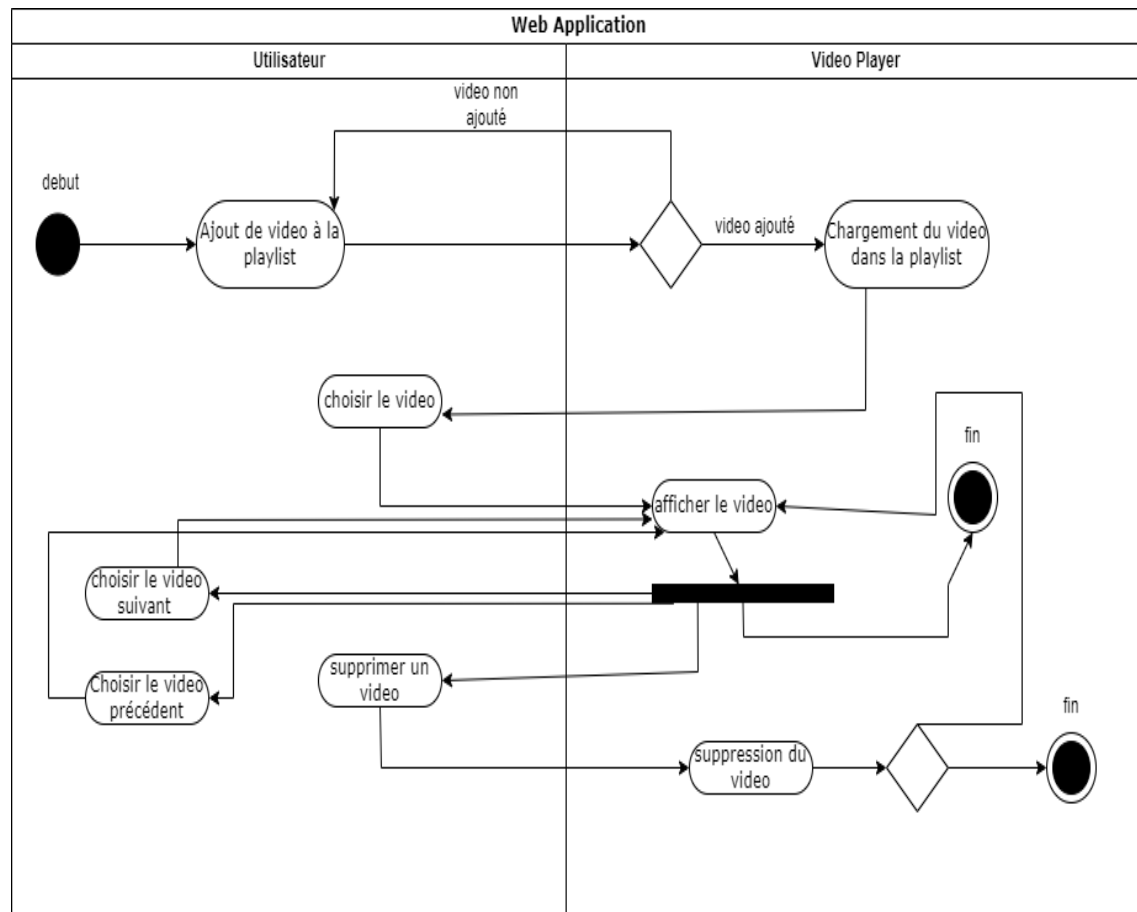 Web Application
Utilisateur
Video Player
video non
ajouté
debut
Ajout de video à la
playlist
video ajouté
Chargement du video
dans la playlist
choisir le video
fin
afficher le video
choisir le video
suivant
supprimer un
video
Choisir le video
précédent
fin
suppression du
video